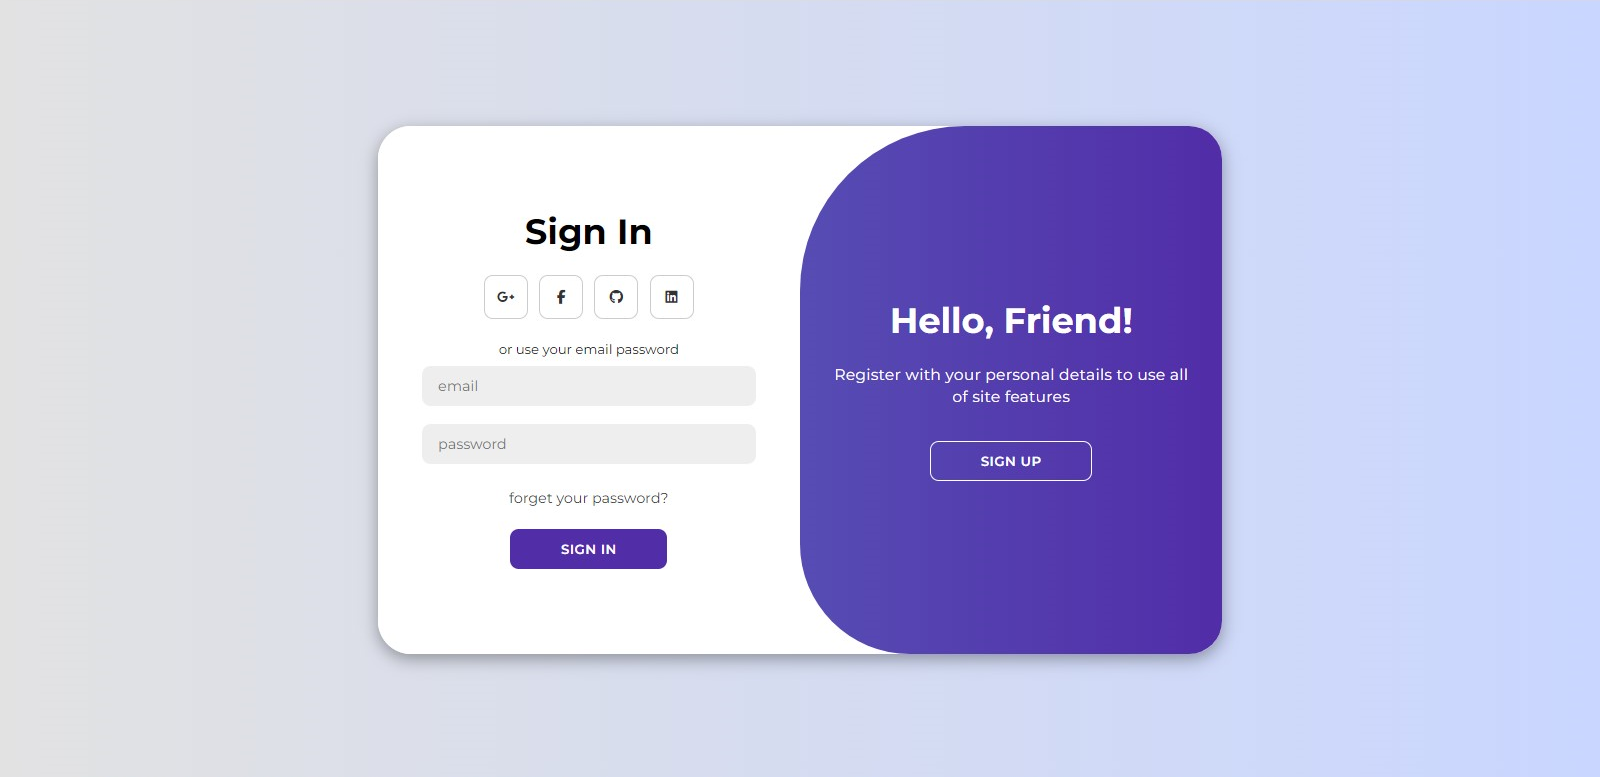 Sign In
G+
or use your email password
email
password
forget your password?
SIGN IN
Hello, Friend!
Register with your personal details to use all
of site features
SIGN UP